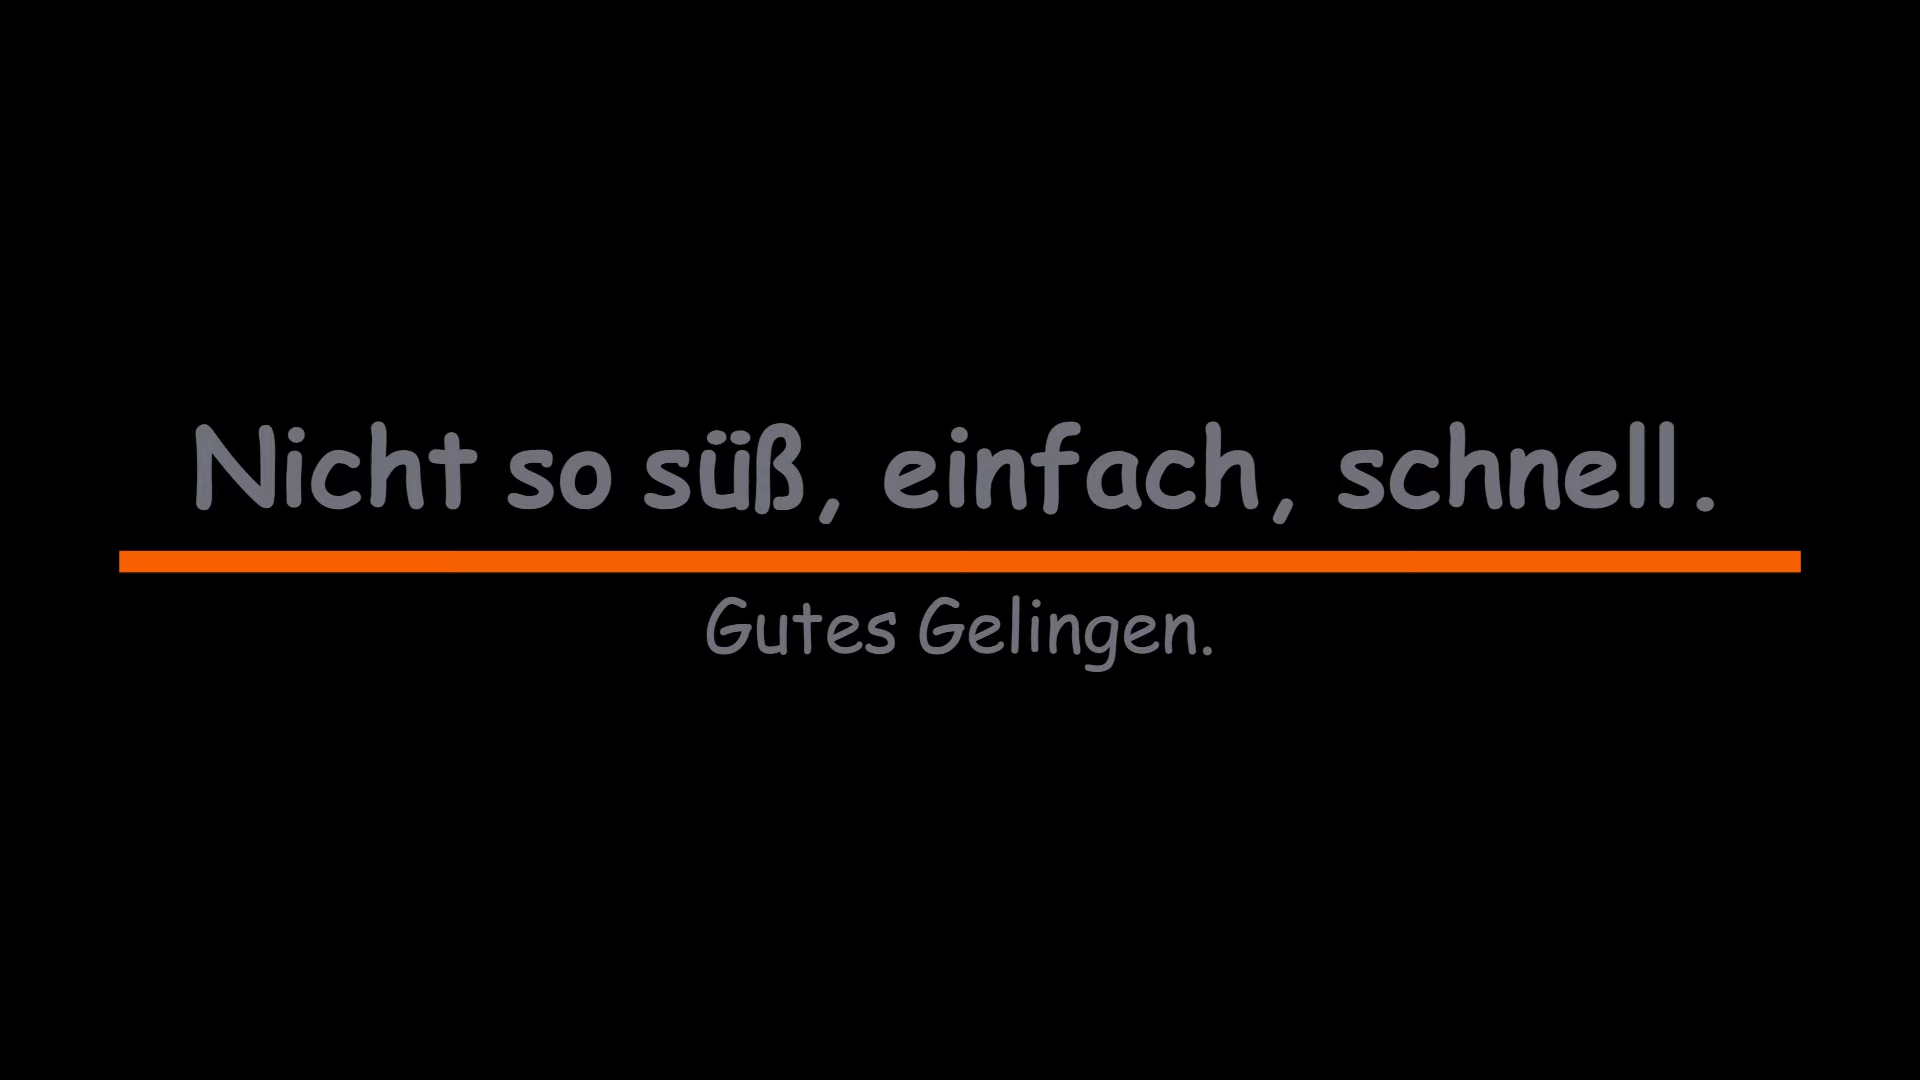 Nicht so süß, einfach, schnell.
Gutes Gelingen.